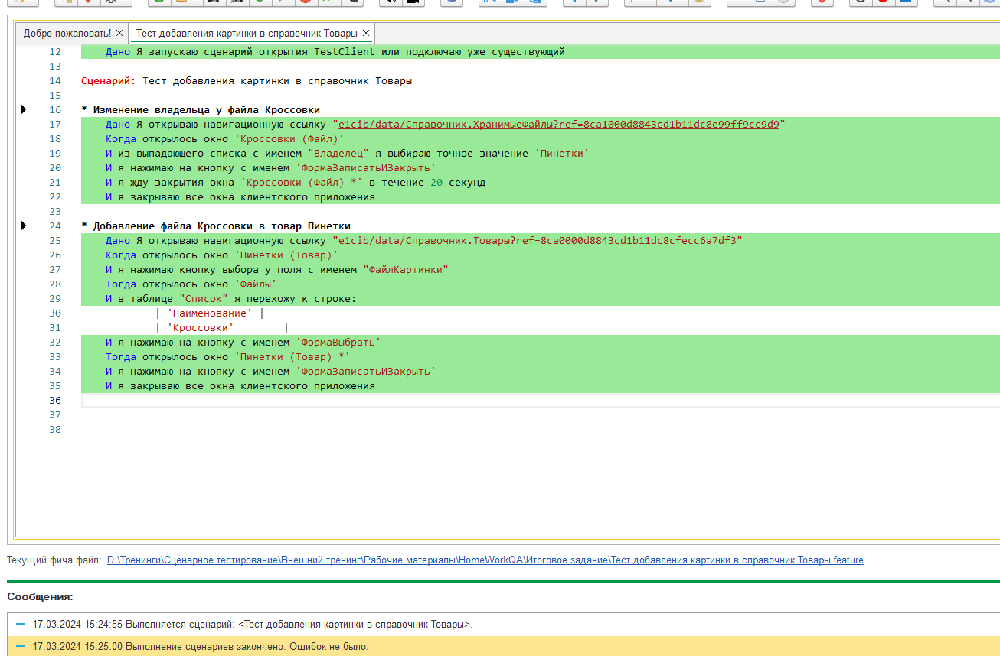 Добро пожаловать! × Тест добавления картинки в справочник Товары ×
12 Дано Я запускаю сценарий открытия TestClient или подключаю уже существующий
13
14 Сценарий: Тест добавления картинки в справочник Товары
15
16 * Изменение владельца у файла Кроссовки
17 Дано Я открываю навигационную ссылку "e1cib/data/Справочник.ХранимыеФайлы?ref=8ca1000d8843cd1b11dc8e99ff9cc9d9"
18 Когда открылось окно 'Кроссовки (Файл)'
19 И из выпадающего списка с именем "Владелец" я выбираю точное значение 'Пинетки'
20 И я нажимаю на кнопку с именем 'ФормаЗаписатьИЗакрыть'
21 И я жду закрытия окна 'Кроссовки (Файл) *' в течение 20 секунд
22 И я закрываю все окна клиентского приложения
23
24 * Добавление файла Кроссовки в товар Пинетки
25 Дано Я открываю навигационную ссылку "e1cib/data/Справочник.Товары?ref=8ca0000d8843cd1b11dc8cfecc6a7df3"
26 Когда открылось окно 'Пинетки (Товар)'
27 И я нажимаю кнопку выбора у поля с именем "ФайлКартинки"
28 Тогда открылось окно 'Файлы'
29 И в таблице "Список" я перехожу к строке:
30 | 'Наименование' |
31 | 'Кроссовки' |
32 И я нажимаю на кнопку с именем 'ФормаВыбрать'
33 Тогда открылось окно 'Пинетки (Товар) *'
34 И я нажимаю на кнопку с именем 'ФормаЗаписатьИЗакрыть'
35 И я закрываю все окна клиентского приложения
36
37
38
Текущий фича файл: D:\Тренинги\Сценарное тестирование\Внешний тренинг\Рабочие материалы\HomeWorkQA\Итоговое задание\Тест добавления картинки в справочник Товары.feature
Сообщения:
17.03.2024 15:24:55 Выполняется сценарий: <Тест добавления картинки в справочник Товары>.
17.03.2024 15:25:00 Выполнение сценариев закончено. Ошибок не было.